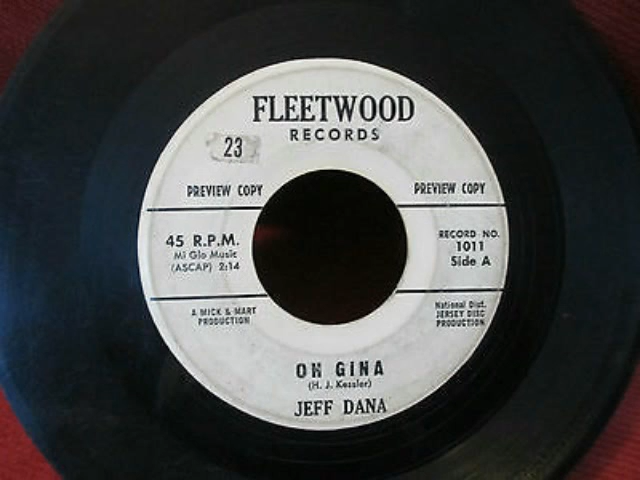 FLEETWOOD
RECORDS
23
PREVIEW COPY PREVIEW COPY
45 R.P.M.
Mi Glo Music
(ASCAP) 2:14
RECORD NO.
1011
Side A
A MICK & MART
PRODUCTION
National Dist.
JERSEY DISC
PRODUCTION
OH GINA
(H. J. Kessler)
JEFF DANA